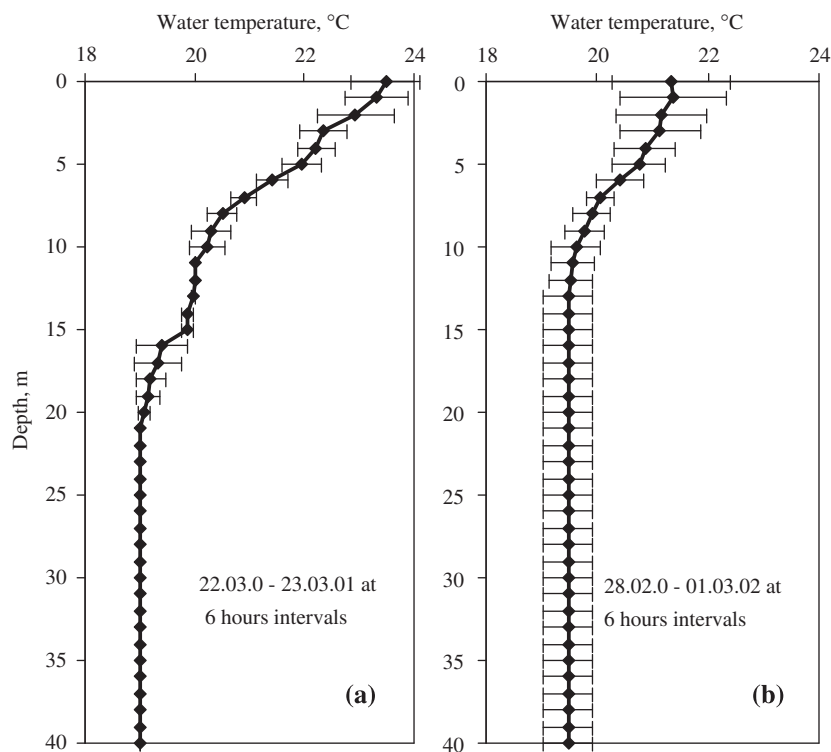 Water temperature, °C
18 20 22 24
0
5
10
15
20
25
30
35
40
Depth, m
22.03.0 - 23.03.01 at
6 hours intervals
(a)
Water temperature, °C
18 20 22 24
0
5
10
15
20
25
30
35
40
28.02.0 - 01.03.02 at
6 hours intervals
(b)